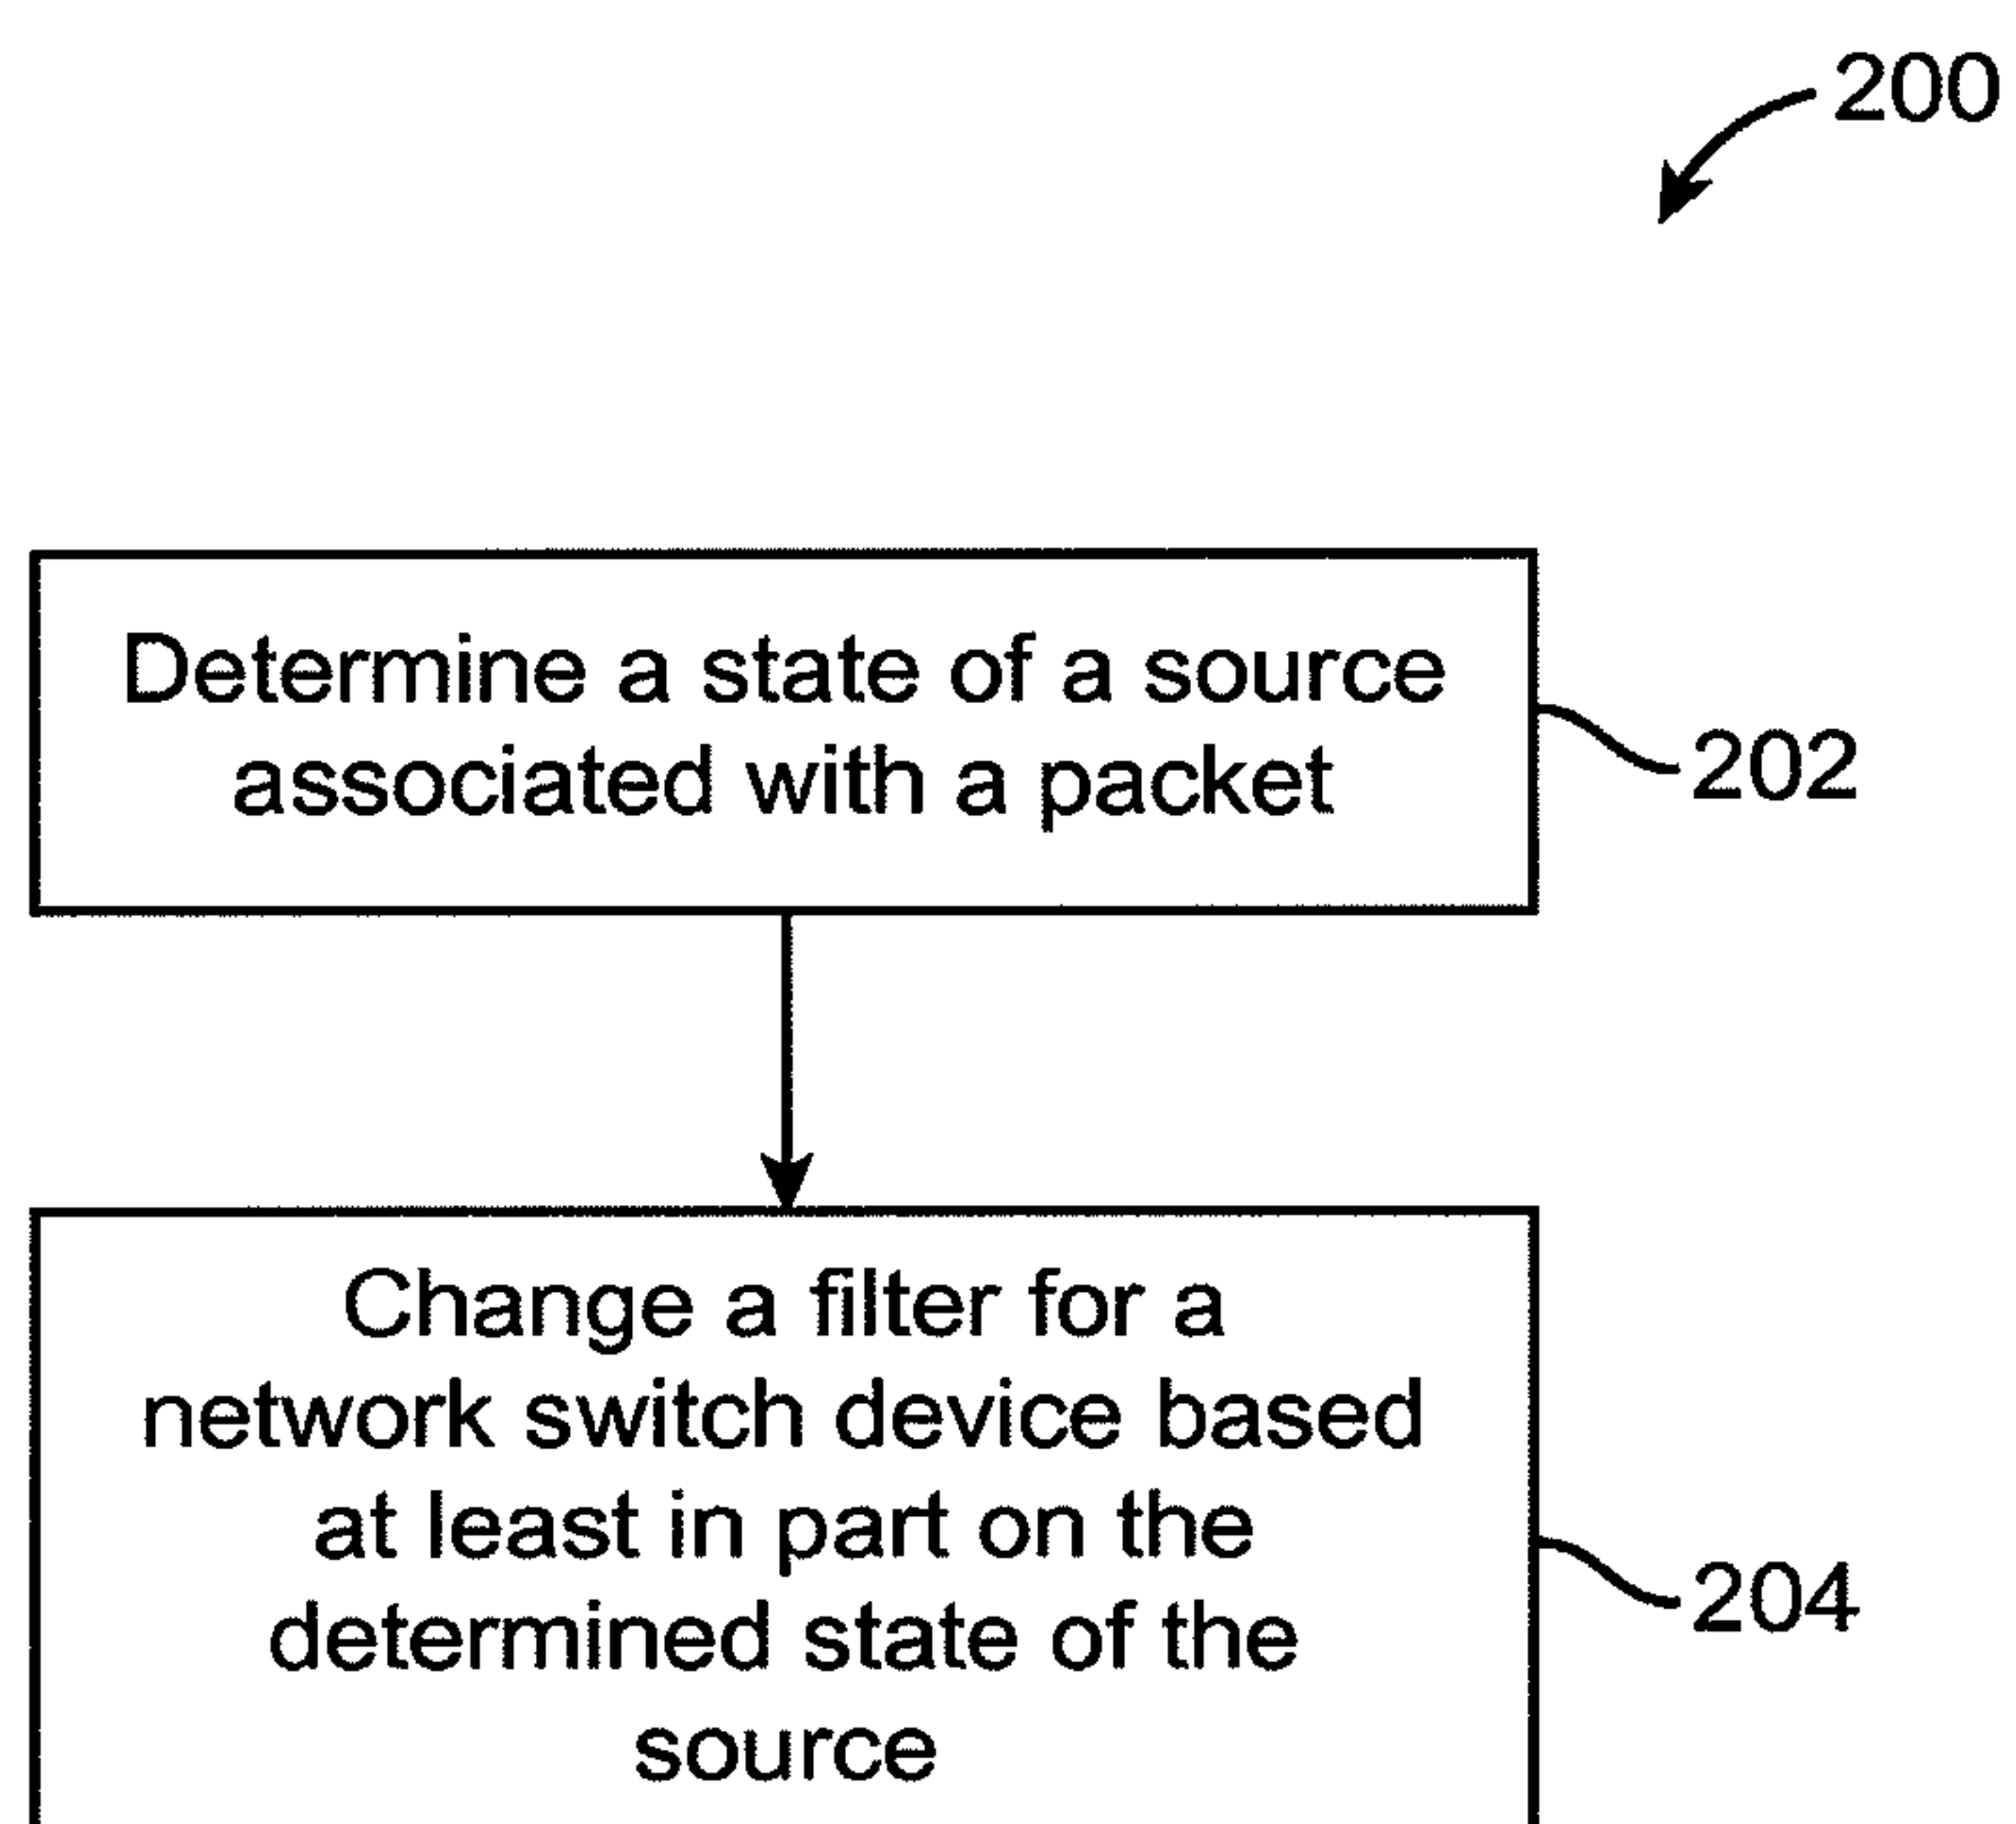 200
Determine a state of a source
associated with a packet
202
Change a filter for a
network switch device based
at least in part on the
determined state of the
source
204